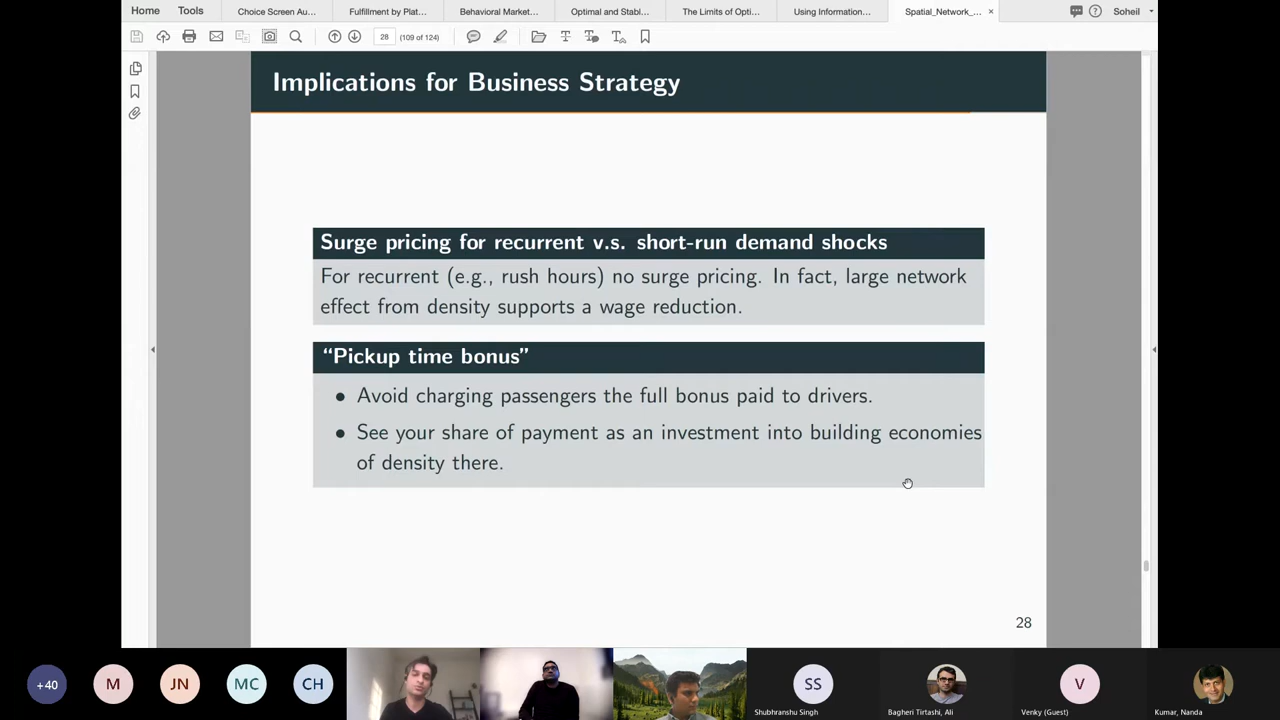 Home
Tools
Choice Screen Au...
Fulfillment by Plat...
Behavioral Market...
Optimal and Stabl...
The Limits of Opti...
Using Information...
Spatial_Network_...
Soheil
28
(109 of 124)
Implications for Business Strategy
Surge pricing for recurrent v.s. short-run demand shocks
For recurrent (e.g., rush hours) no surge pricing. In fact, large network
effect from density supports a wage reduction.
“Pickup time bonus”
• Avoid charging passengers the full bonus paid to drivers.
• See your share of payment as an investment into building economies
of density there.
28
+40
M
JN
MC
CH
SS
V
Shubhranshu Singh
Bagheri Tirtashi, Ali
Venky (Guest)
Kumar, Nanda